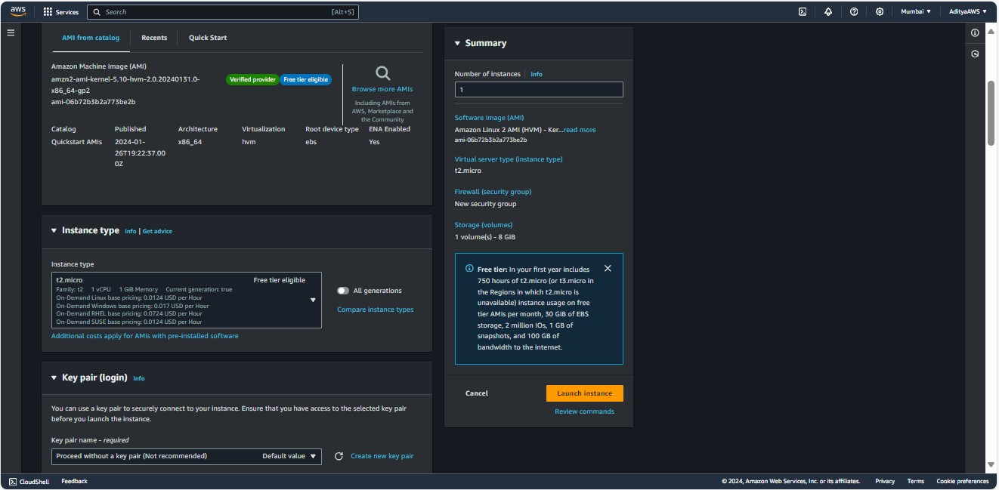 aws
Services
Search [Alt+S]
Mumbai ▼
AdityaAWS ▼
AMI from catalog
Recents
Quick Start
Amazon Machine Image (AMI)
amzn2-ami-kernel-5.10-hvm-2.0.20240131.0-
x86_64-gp2
ami-06b72b3b2a773be2b
Verified provider
Free tier eligible
Browse more AMIs
Including AMIs from
AWS, Marketplace and
the Community
Catalog
Quickstart AMIs
Published
2024-01-
26T19:22:37.00
0Z
Architecture
x86_64
Virtualization
hvm
Root device type
ebs
ENA Enabled
Yes
Instance type Info | Get advice
Instance type
t2.micro Free tier eligible
Family: t2 1 vCPU 1 GiB Memory Current generation: true
On-Demand Linux base pricing: 0.0124 USD per Hour
On-Demand Windows base pricing: 0.017 USD per Hour
On-Demand RHEL base pricing: 0.0724 USD per Hour
On-Demand SUSE base pricing: 0.0124 USD per Hour
All generations
Compare instance types
Additional costs apply for AMIs with pre-installed software
Key pair (login) Info
You can use a key pair to securely connect to your instance. Ensure that you have access to the selected key pair
before you launch the instance.
Key pair name - required
Proceed without a key pair (Not recommended) Default value
Create new key pair
Summary
Number of instances Info
1
Software Image (AMI)
Amazon Linux 2 AMI (HVM) - Ker...read more
ami-06b72b3b2a773be2b
Virtual server type (instance type)
t2.micro
Firewall (security group)
New security group
Storage (volumes)
1 volume(s) - 8 GiB
Free tier: In your first year includes
750 hours of t2.micro (or t3.micro in
the Regions in which t2.micro is
unavailable) instance usage on free
tier AMIs per month, 30 GiB of EBS
storage, 2 million IOs, 1 GB of
snapshots, and 100 GB of
bandwidth to the internet.
Cancel
Launch instance
Review commands
CloudShell
Feedback
© 2024, Amazon Web Services, Inc. or its affiliates.
Privacy
Terms
Cookie preferences